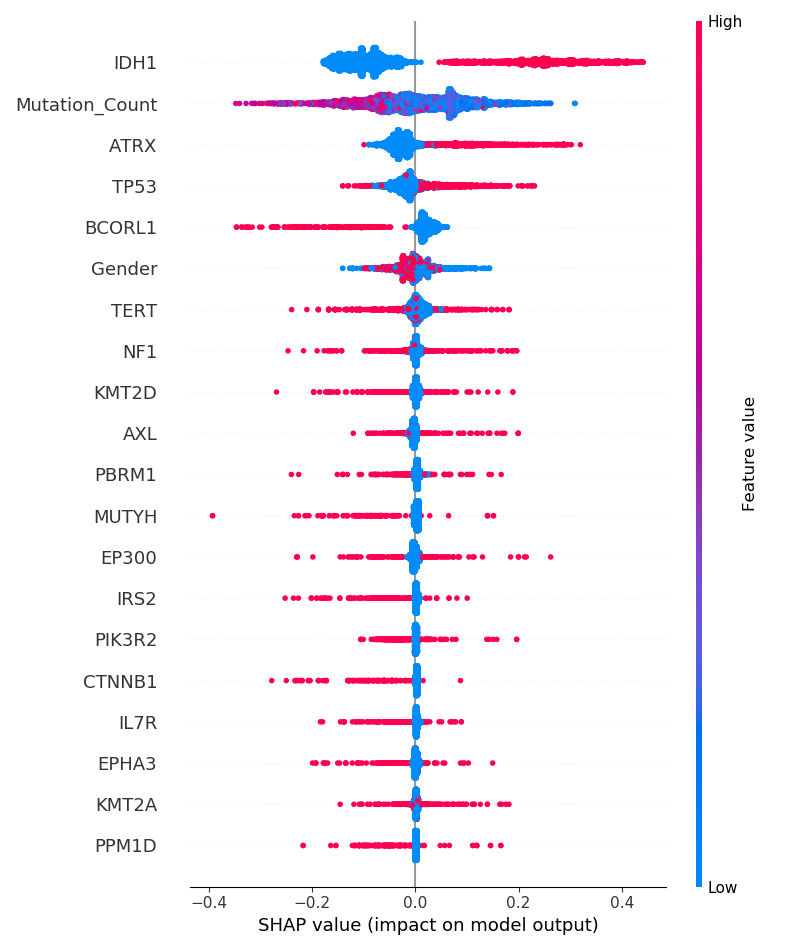 High
IDH1
Mutation_Count
ATRX
TP53
BCORL1
Gender
TERT
NF1
KMT2D
AXL
PBRM1
MUTYH
EP300
IRS2
PIK3R2
CTNNB1
IL7R
EPHA3
KMT2A
PPM1D
Feature value
Low
−0.4 −0.2 0.0 0.2 0.4
SHAP value (impact on model output)